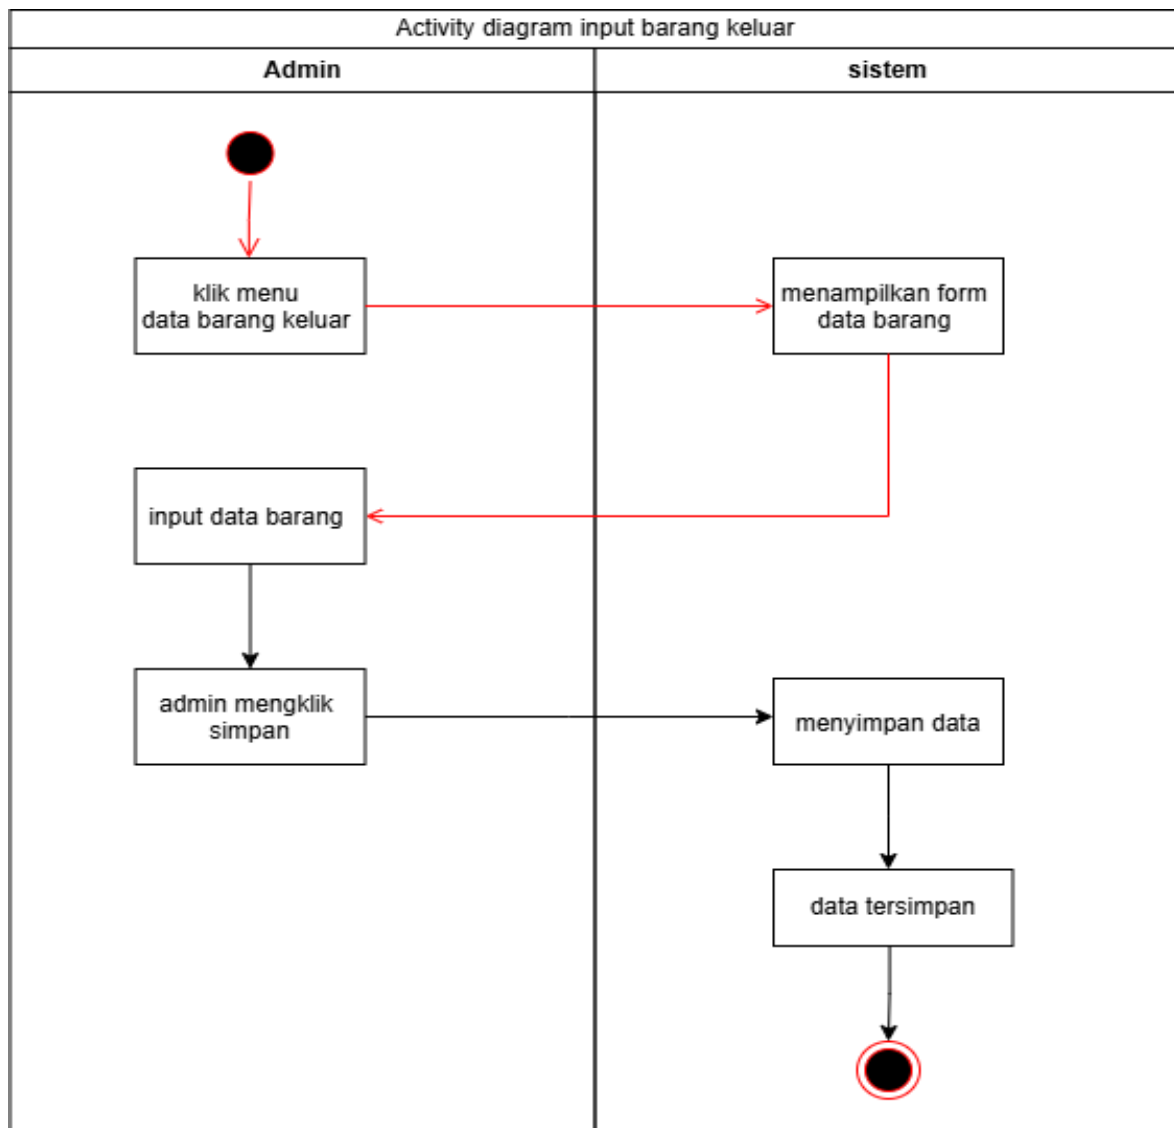 Activity diagram input barang keluar
Admin
sistem
klik menu
data barang keluar
menampilkan form
data barang
input data barang
admin mengklik
simpan
menyimpan data
data tersimpan